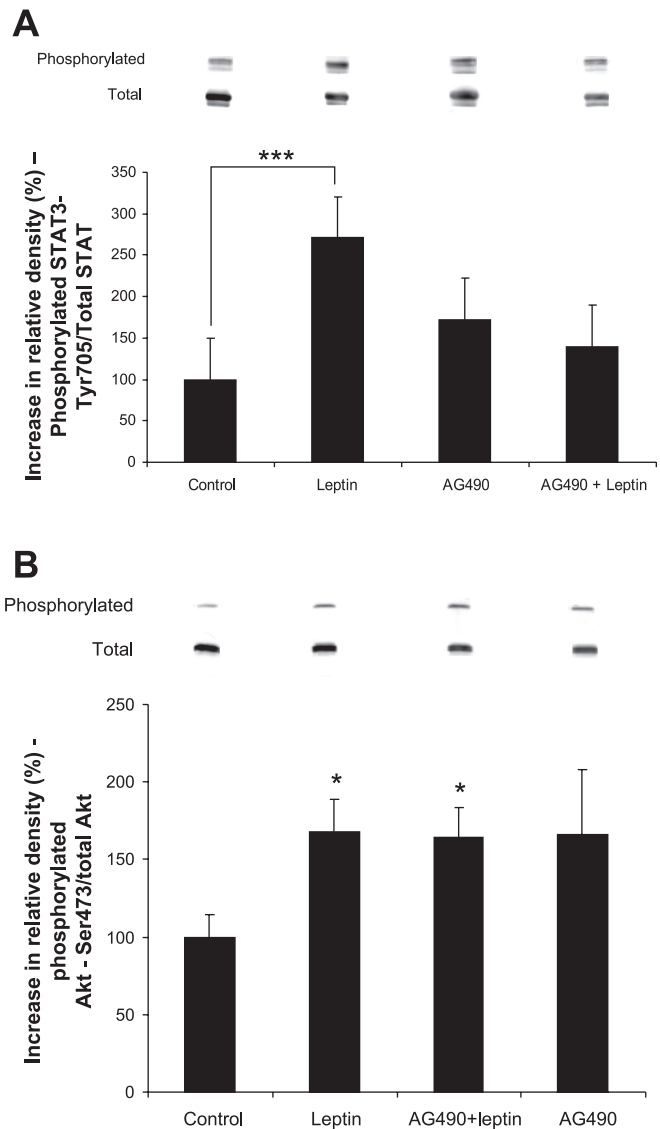 A
Phosphorylated
Total
Increase in relative density (%) –
Phosphorylated STAT3-
Tyr705/Total STAT
350
300
250
200
150
100
50
0
***
Control
Leptin
AG490
AG490 + Leptin
B
Phosphorylated
Total
Increase in relative density (%) -
phosphorylated
Akt - Ser473/total Akt
250
200
150
100
50
0
*
*
Control
Leptin
AG490+leptin
AG490